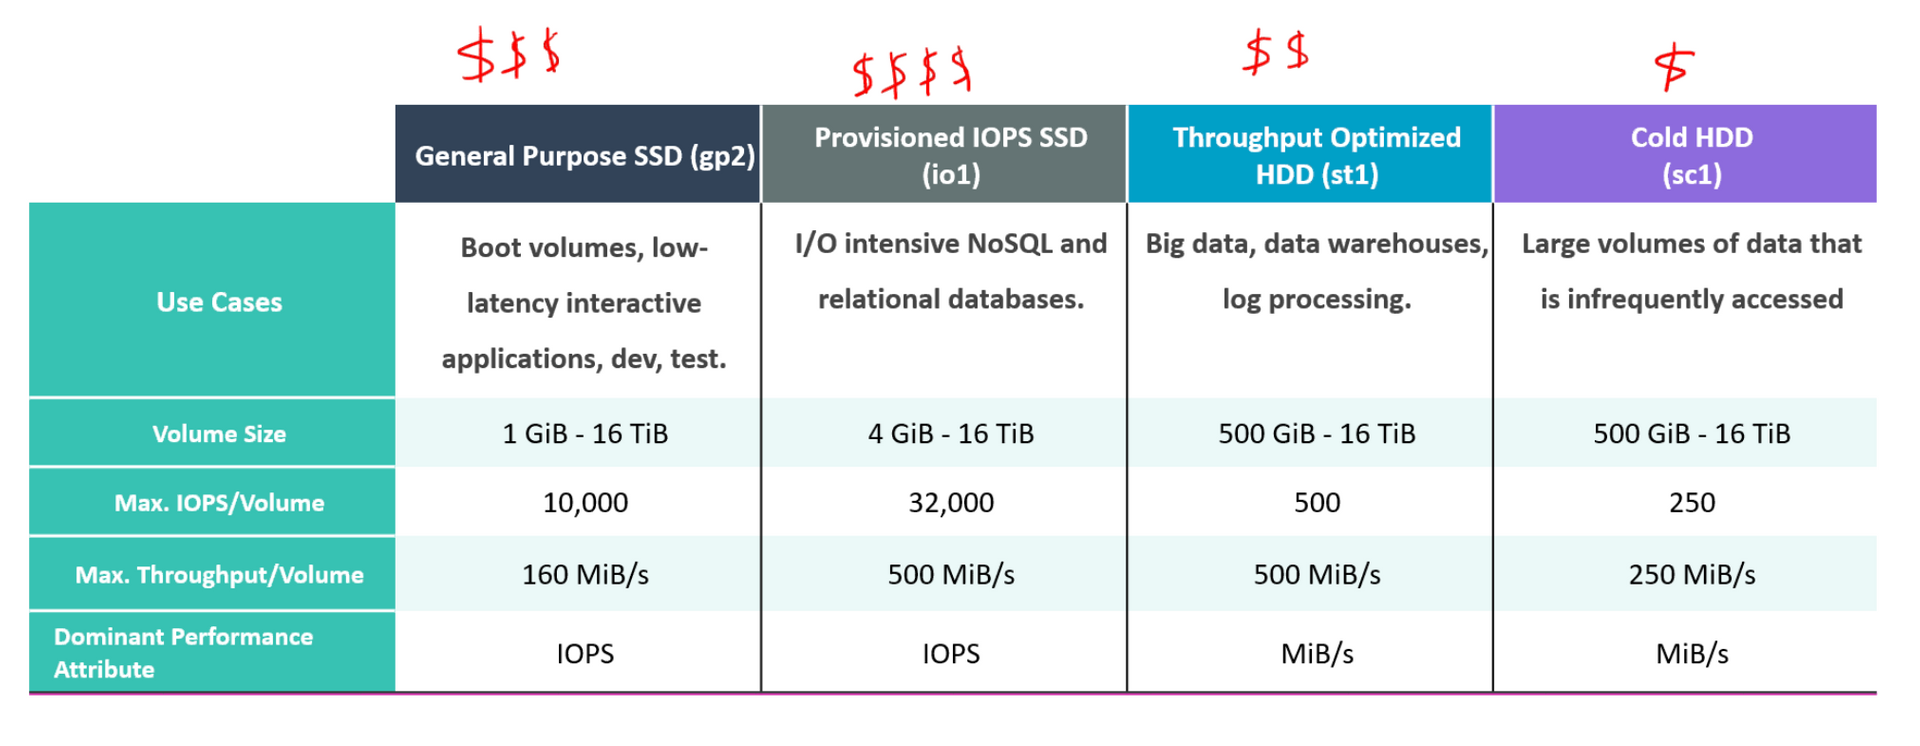 $$$
$$$$
$$
$
General Purpose SSD (gp2)
Provisioned IOPS SSD
(io1)
Throughput Optimized
HDD (st1)
Cold HDD
(sc1)
Use Cases
Boot volumes, low-
latency interactive
applications, dev, test.
I/O intensive NoSQL and
relational databases.
Big data, data warehouses,
log processing.
Large volumes of data that
is infrequently accessed
Volume Size
1 GiB - 16 TiB
4 GiB - 16 TiB
500 GiB - 16 TiB
500 GiB - 16 TiB
Max. IOPS/Volume
10,000
32,000
500
250
Max. Throughput/Volume
160 MiB/s
500 MiB/s
500 MiB/s
250 MiB/s
Dominant Performance
Attribute
IOPS
IOPS
MiB/s
MiB/s